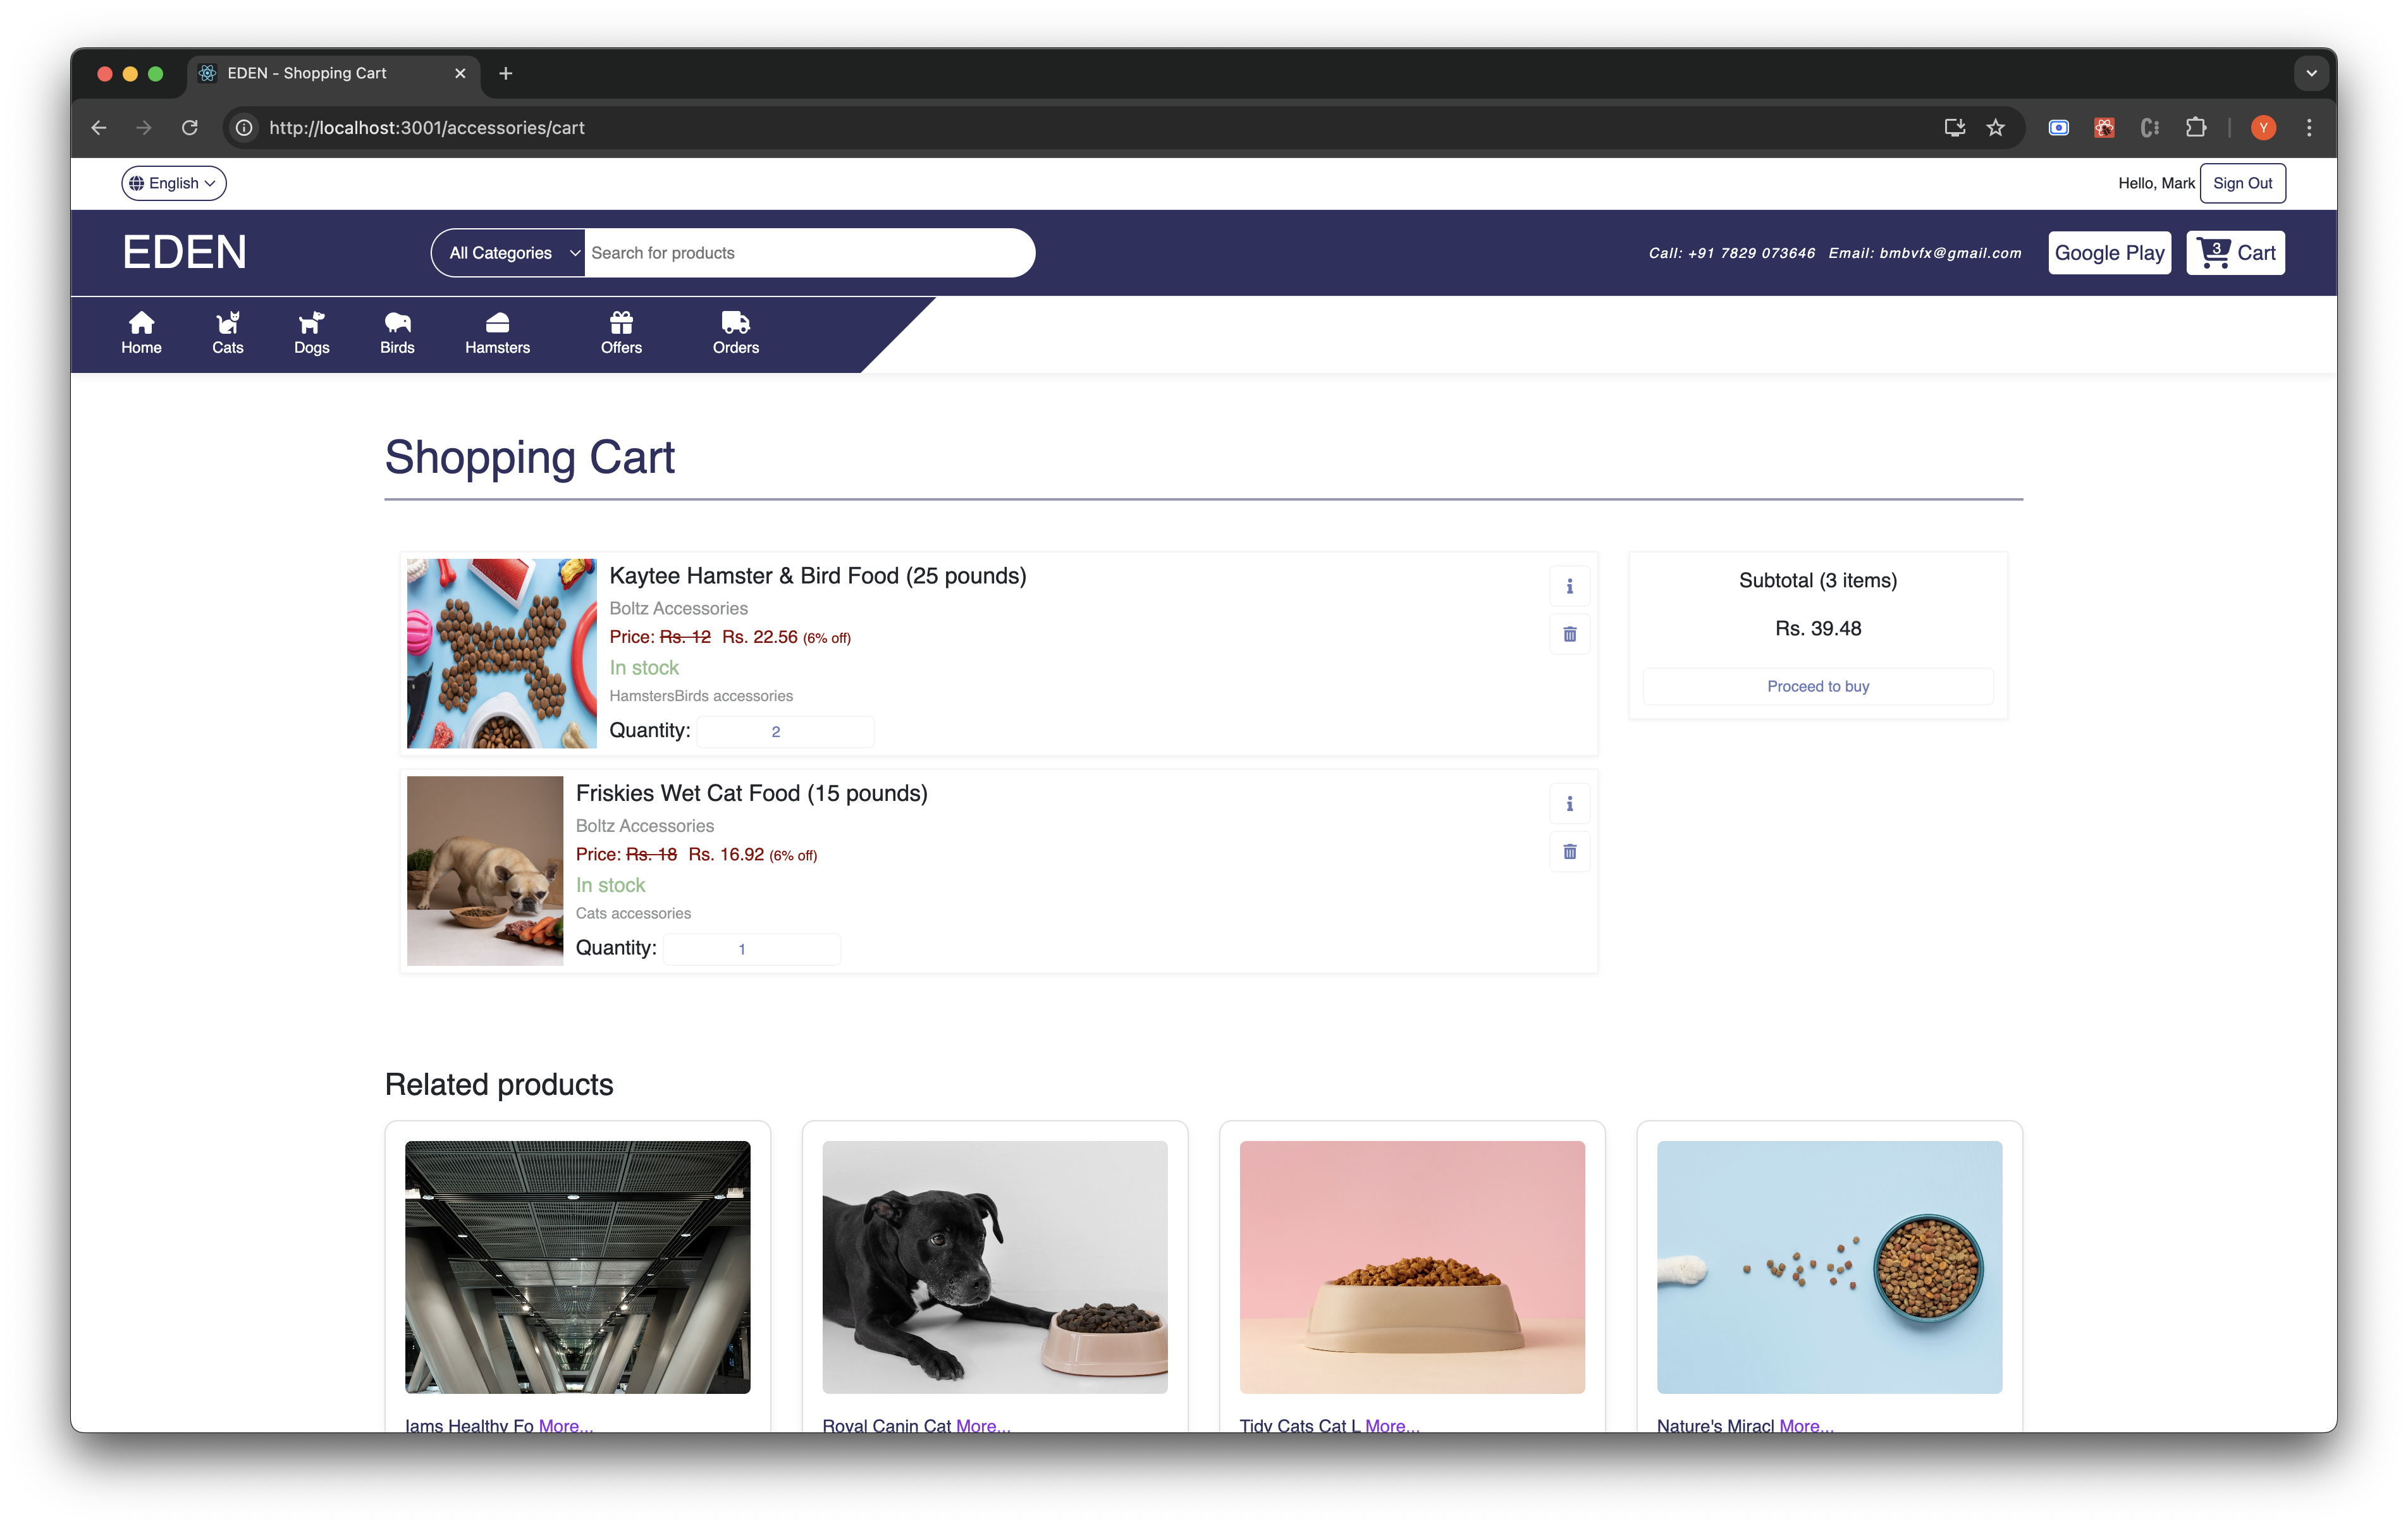 EDEN - Shopping Cart
http://localhost:3001/accessories/cart
Y
English
Hello, Mark Sign Out
EDEN
All Categories
Search for products
Call: +91 7829 073646 Email: bmbvfx@gmail.com
Google Play
3 Cart
Home
Cats
Dogs
Birds
Hamsters
Offers
Orders
Shopping Cart
Kaytee Hamster & Bird Food (25 pounds)
Boltz Accessories
Price: Rs. 12 Rs. 22.56 (6% off)
In stock
HamstersBirds accessories
Quantity: 2
Subtotal (3 items)
Rs. 39.48
Proceed to buy
Friskies Wet Cat Food (15 pounds)
Boltz Accessories
Price: Rs. 18 Rs. 16.92 (6% off)
In stock
Cats accessories
Quantity: 1
Related products
Iams Healthy Fo More...
Royal Canin Cat More...
Tidy Cats Cat L More...
Nature's Miracl More...